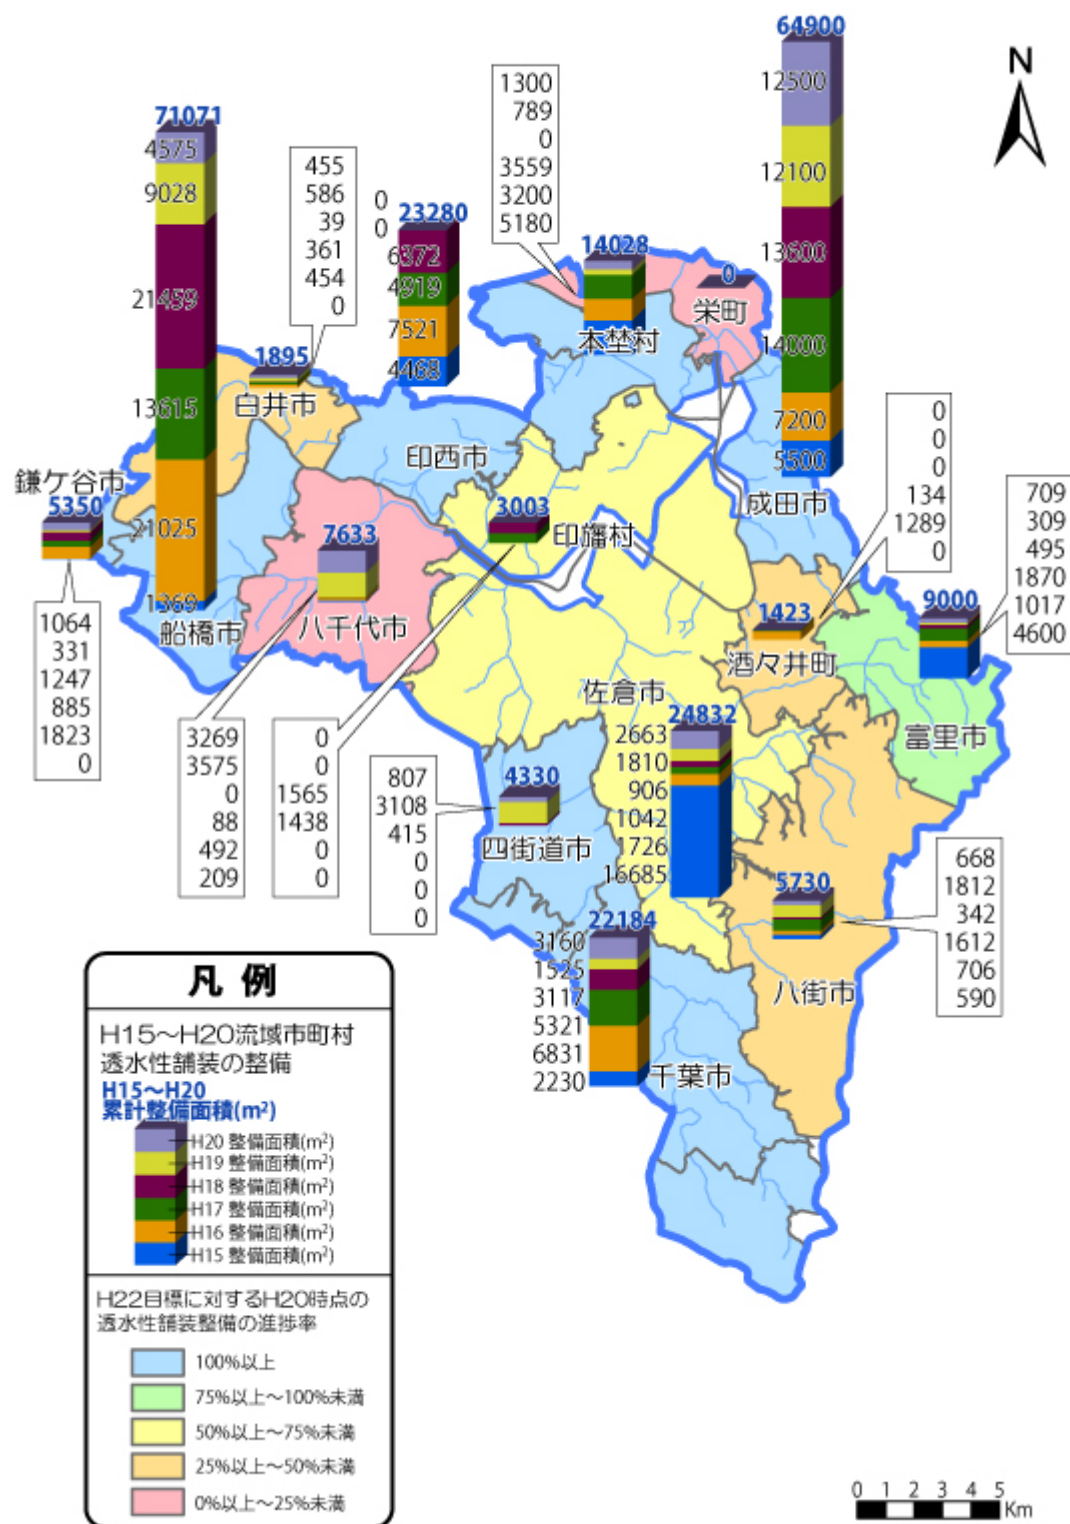 64900
12500
12100
13600
14000
7200
5500
成田市
N
1300
789
0
3559
3200
5180
14028
本埜村
0
栄町
71071
4575
9028
21459
13615
21025
1369
船橋市
455
586
39
361
454
0
1895
白井市
0
0
23280
6372
4919
7521
4468
印西市
鎌ケ谷市
5350
1064
331
1247
885
1823
0
7633
八千代市
3269
3575
0
88
492
209
3003
印旛村
0
0
1565
1438
0
0
0
0
0
134
1289
0
1423
酒々井町
709
309
495
1870
1017
4600
9000
富里市
佐倉市
24832
2663
1810
906
1042
1726
16685
807
3108
415
0
0
0
4330
四街道市
668
1812
342
1612
706
590
5730
八街市
22184
3160
1525
3117
5321
6831
2230
千葉市
凡 例
H15～H20流域市町村
透水性舗装の整備
H15～H20
累計整備面積(m²)
H20 整備面積(m²)
H19 整備面積(m²)
H18 整備面積(m²)
H17 整備面積(m²)
H16 整備面積(m²)
H15 整備面積(m²)
H22目標に対するH20時点の
透水性舗装整備の進捗率
100%以上
75%以上～100%未満
50%以上～75%未満
25%以上～50%未満
0%以上～25%未満
0 1 2 3 4 5
Km